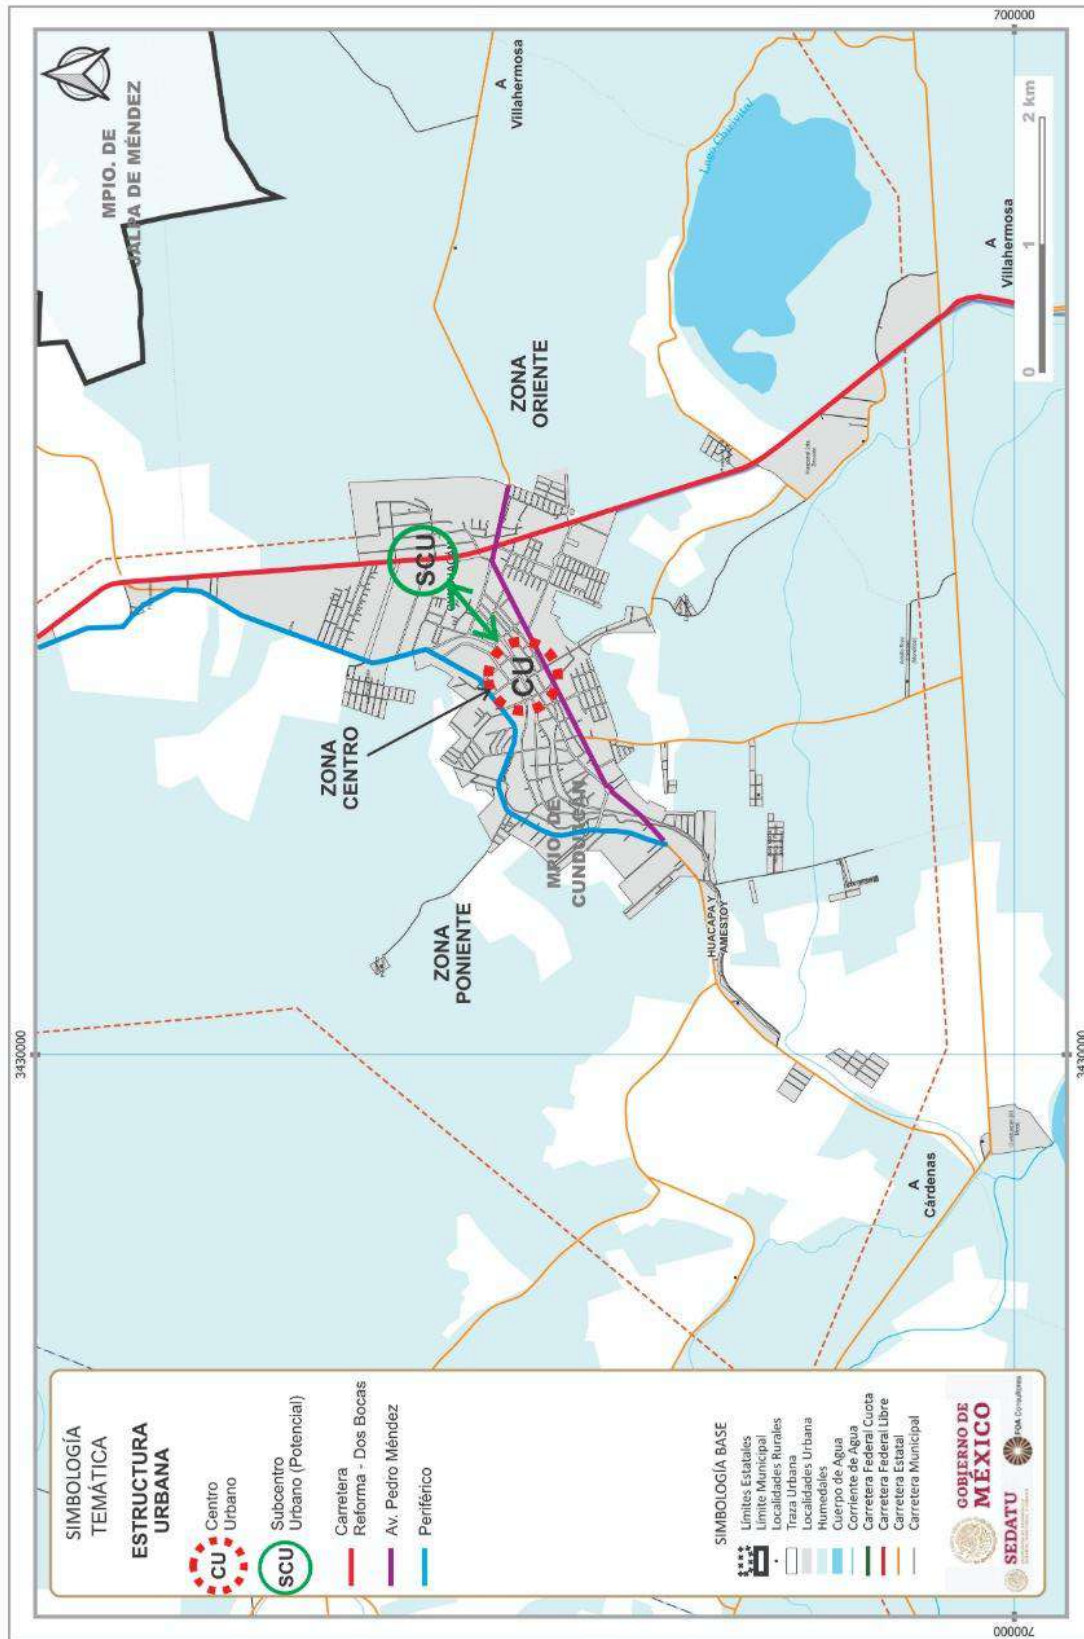 SIMBOLOGÍA
TEMÁTICA
ESTRUCTURA
URBANA
CU
Centro
Urbano
SCU
Subcentro
Urbano (Potencial)
Carretera
Reforma - Dos Bocas
Av. Pedro Méndez
Periférico
SIMBOLOGÍA BASE
Límites Estatales
Límite Municipal
Localidades Rurales
Traza Urbana
Localidades Urbana
Humedales
Cuerpo de Agua
Corriente de Agua
Carretera Federal Cuota
Carretera Federal Libre
Carretera Estatal
Carretera Municipal
GOBIERNO DE
MÉXICO
SEDATU
FOA Consultores
3430000
3430000
700000
700000
MPIO. DE
JALPA DE MÉNDEZ
A
Villahermosa
ZONA
ORIENTE
SCU
ZONA
CENTRO
CU
MPIO. DE
CUNDUACÁN
ZONA
PONIENTE
HUACAPA Y
AMESTOY
A
Cárdenas
A
Villahermosa
0 1 2 km